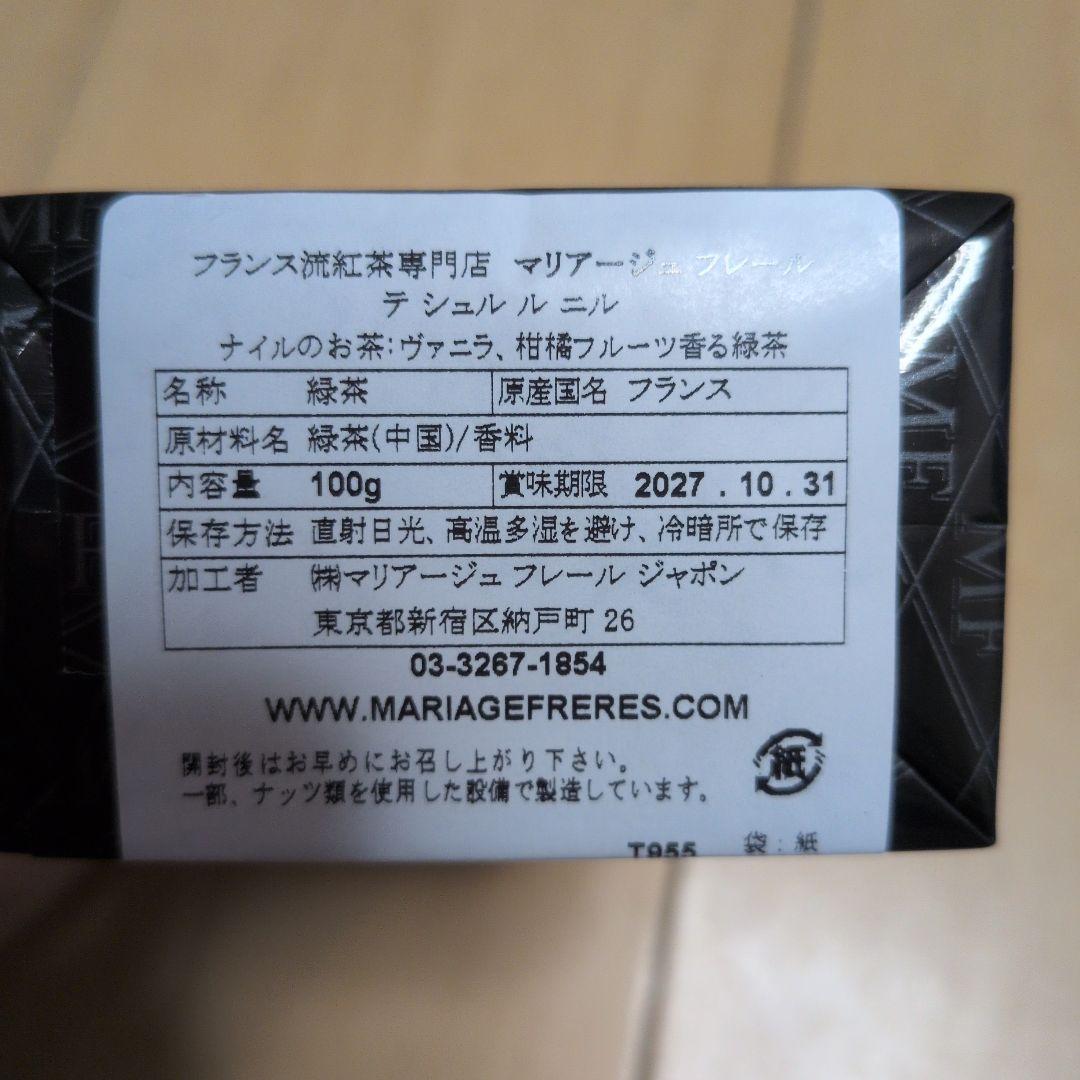 フランス流紅茶専門店 マリアージュ フレール
テ シュル ル ニル
ナイルのお茶:ヴァニラ、柑橘フルーツ香る緑茶
名称 緑茶 原産国名 フランス
原材料名 緑茶(中国)/香料
内容量 100g 賞味期限 2027 . 10 . 31
保存方法 直射日光、高温多湿を避け、冷暗所で保存
加工者 ㈱マリアージュ フレール ジャポン
東京都新宿区納戸町 26
03-3267-1854
WWW.MARIAGEFRERES.COM
開封後はお早めにお召し上がり下さい。
一部、ナッツ類を使用した設備で製造しています。
紙
T955 袋:紙